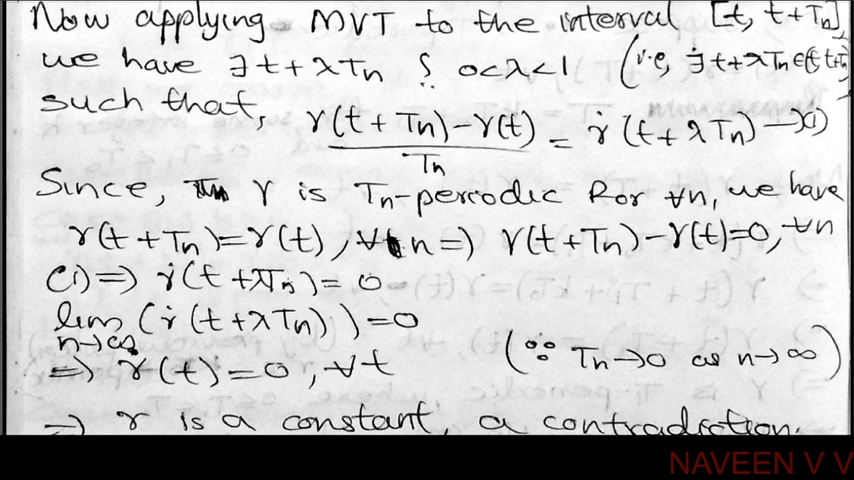 Now applying MVT to the interval [t, t+Tn],
we have ∃ t+λTn ; 0<λ<1 (i.e, ∃ t+λTn ∈ (t, t+Tn)
such that, (γ(t+Tn) − γ(t))/Tn = γ̇(t+λTn) → (1)
Since, γ is Tn-periodic for ∀n, we have
γ(t+Tn) = γ(t), ∀ n ⇒ γ(t+Tn) − γ(t) = 0, ∀n
(1) ⇒ γ̇(t+λTn) = 0
lim n→∞ (γ̇(t+λTn)) = 0
⇒ γ̇(t) = 0, ∀t (∵ Tn → 0 as n → ∞)
⇒ γ is a constant, a contradiction.
NAVEEN V V